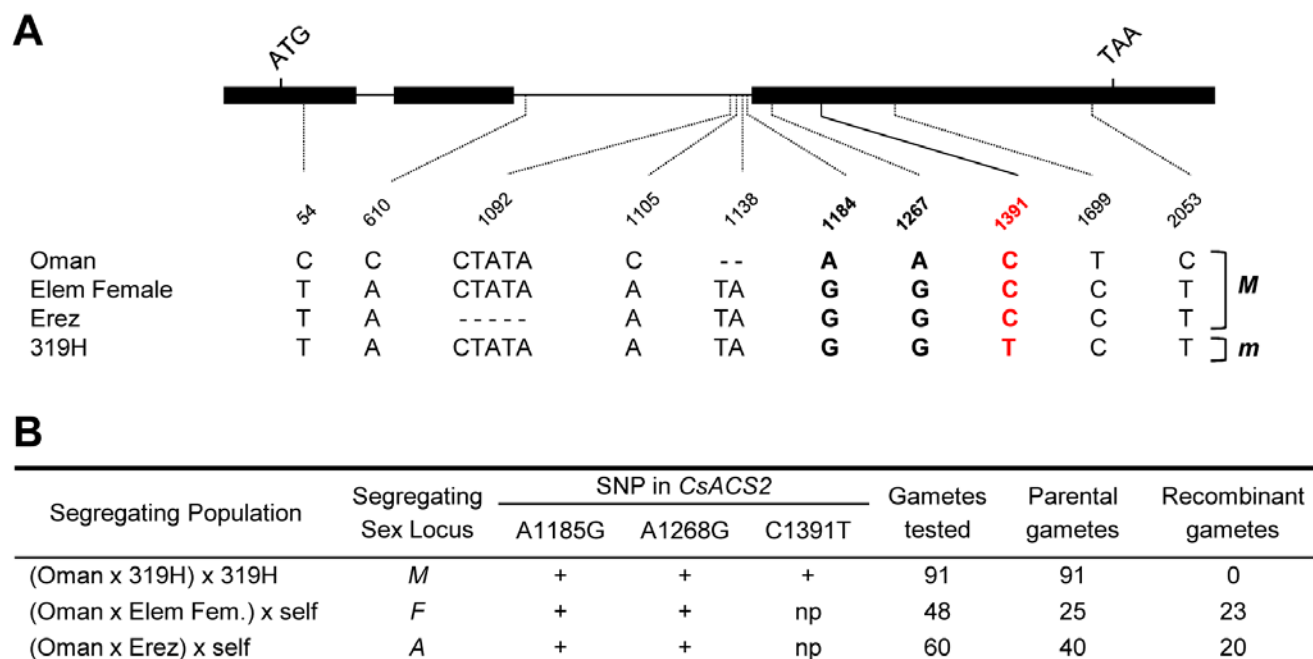 A
ATG TAA
54 610 1092 1105 1138 1184 1267 1391 1699 2053
Oman C C CTATA C - - A A C T C
Elem Female T A CTATA A TA G G C C T
Erez T A - - - - - A TA G G C C T
319H T A CTATA A TA G G T C T
M
m
B
Segregating Population Segregating Sex Locus SNP in CsACS2 Gametes tested Parental gametes Recombinant gametes
A1185G A1268G C1391T
(Oman x 319H) x 319H M + + + 91 91 0
(Oman x Elem Fem.) x self F + + np 48 25 23
(Oman x Erez) x self A + + np 60 40 20